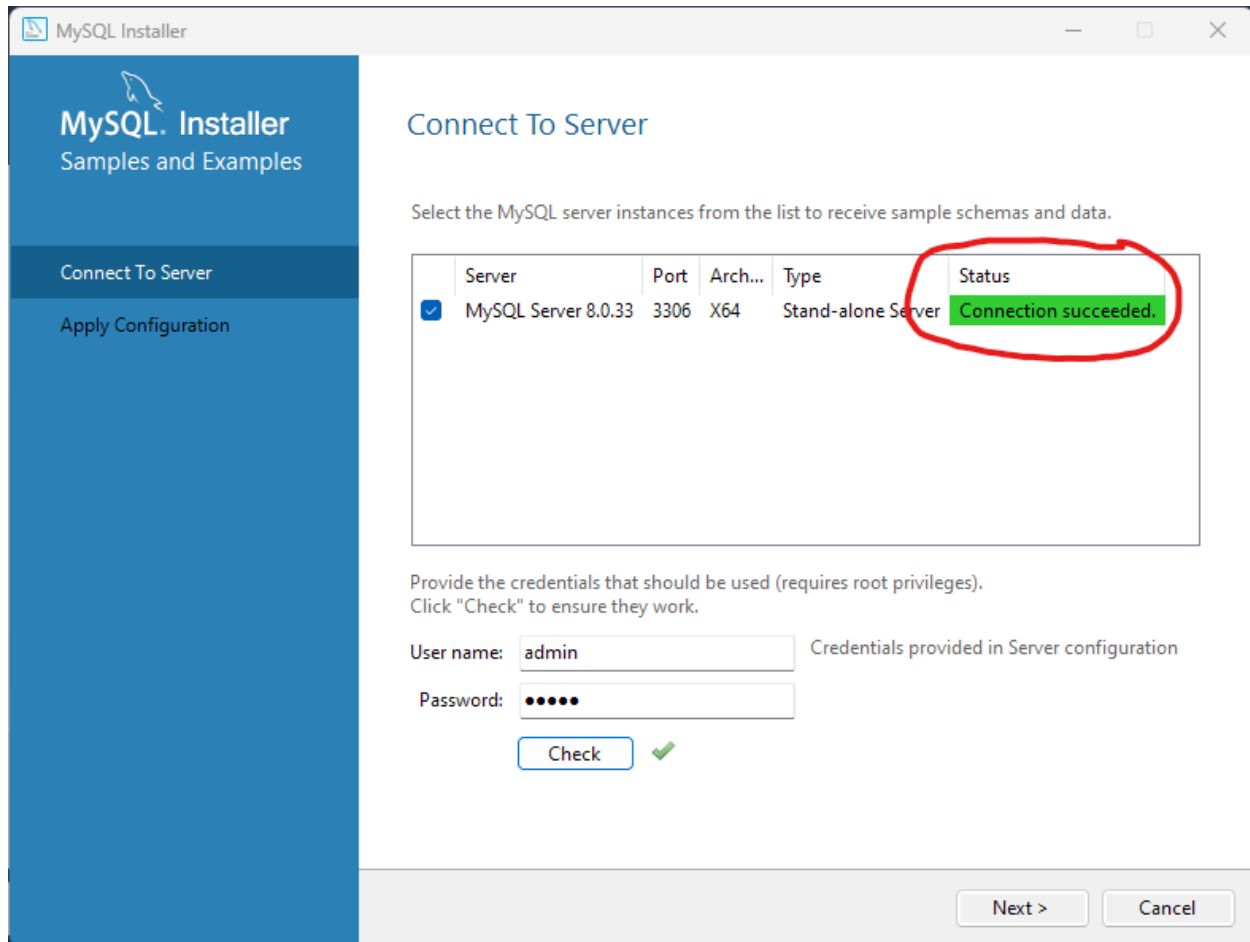 MySQL Installer
MySQL. Installer
Samples and Examples
Connect To Server
Apply Configuration
Connect To Server
Select the MySQL server instances from the list to receive sample schemas and data.
Server Port Arch... Type Status
MySQL Server 8.0.33 3306 X64 Stand-alone Server Connection succeeded.
Provide the credentials that should be used (requires root privileges).
Click "Check" to ensure they work.
User name: admin Credentials provided in Server configuration
Password: •••••
Check
Next > Cancel